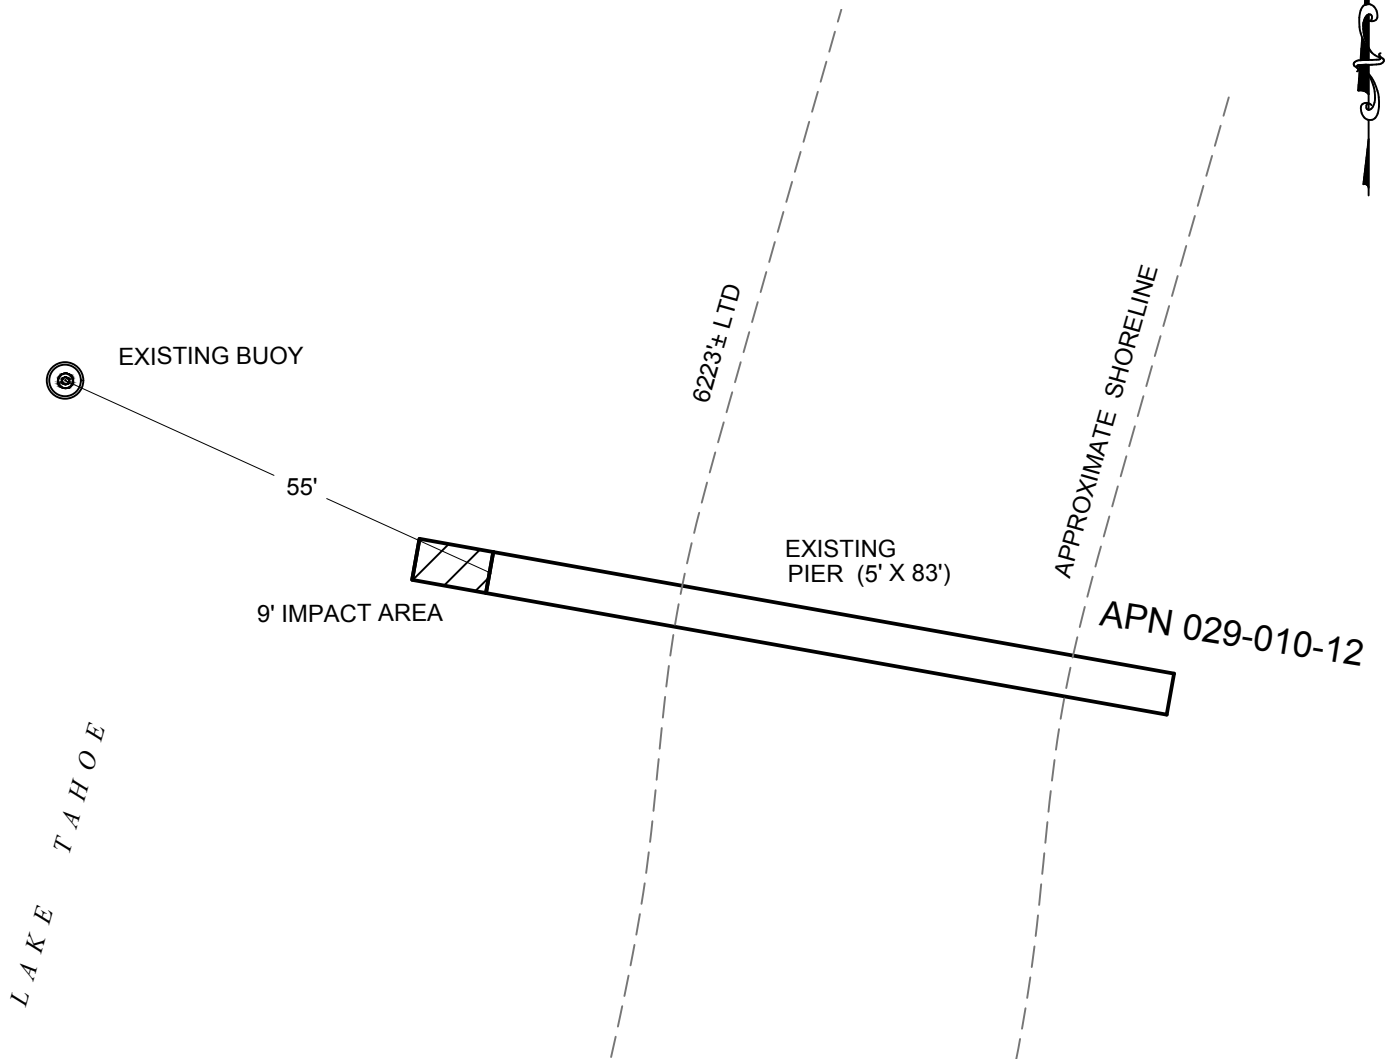 6223'± LTD
APPROXIMATE SHORELINE
EXISTING BUOY
55'
EXISTING
PIER (5' X 83')
9' IMPACT AREA
APN 029-010-12
LAKE TAHOE